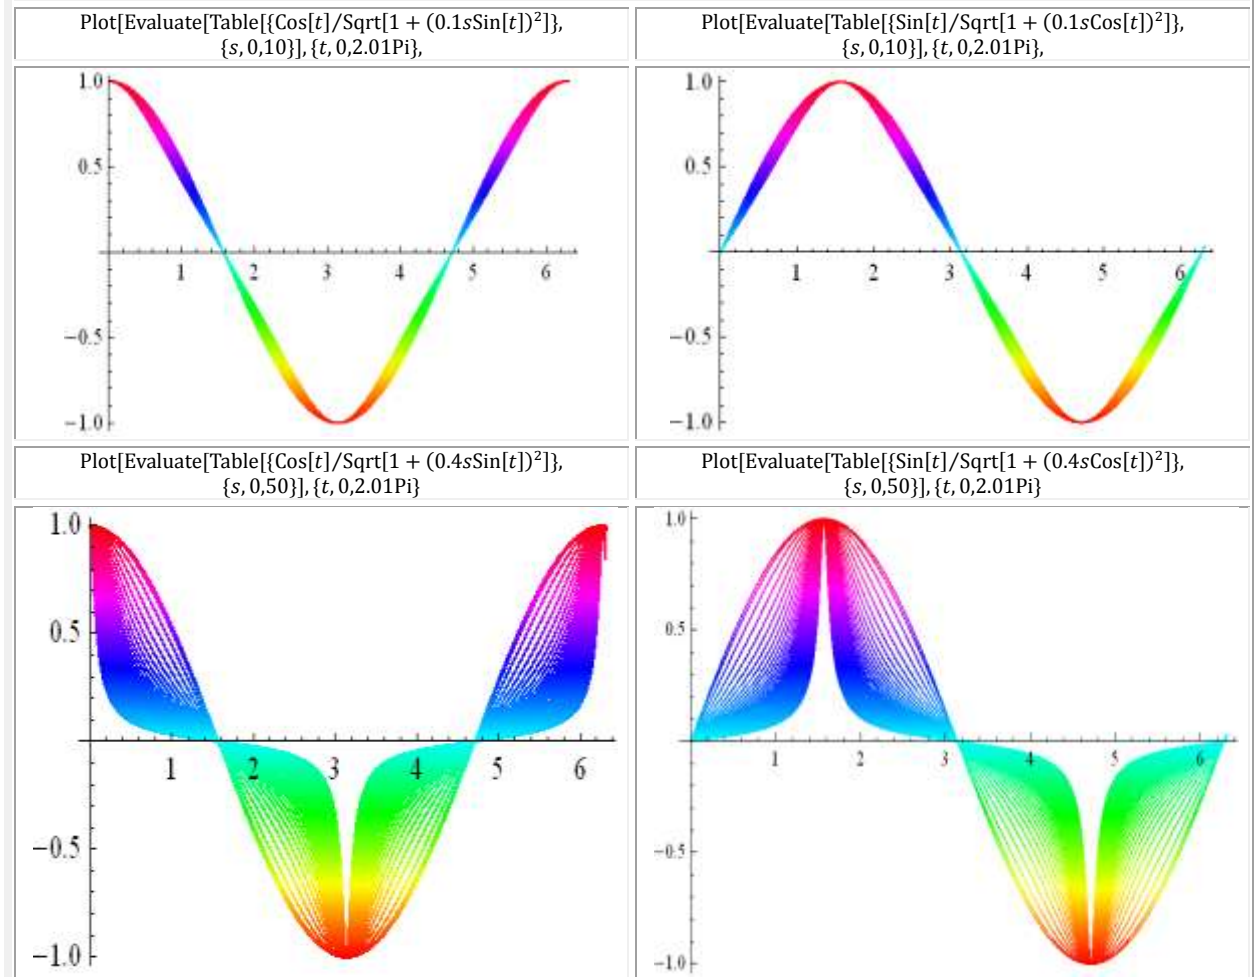 Plot[Evaluate[Table[{Cos[t]/Sqrt[1 + (0.1sSin[t])²]},
{s, 0,10}], {t, 0,2.01Pi},
Plot[Evaluate[Table[{Sin[t]/Sqrt[1 + (0.1sCos[t])²]},
{s, 0,10}], {t, 0,2.01Pi},
1.0
0.5
−0.5
−1.0
1 2 3 4 5 6
1.0
0.5
−0.5
−1.0
1 2 3 4 5 6
Plot[Evaluate[Table[{Cos[t]/Sqrt[1 + (0.4sSin[t])²]},
{s, 0,50}], {t, 0,2.01Pi}
Plot[Evaluate[Table[{Sin[t]/Sqrt[1 + (0.4sCos[t])²]},
{s, 0,50}], {t, 0,2.01Pi}
1.0
0.5
−0.5
−1.0
1 2 3 4 5 6
1.0
0.5
−0.5
−1.0
1 2 3 4 5 6